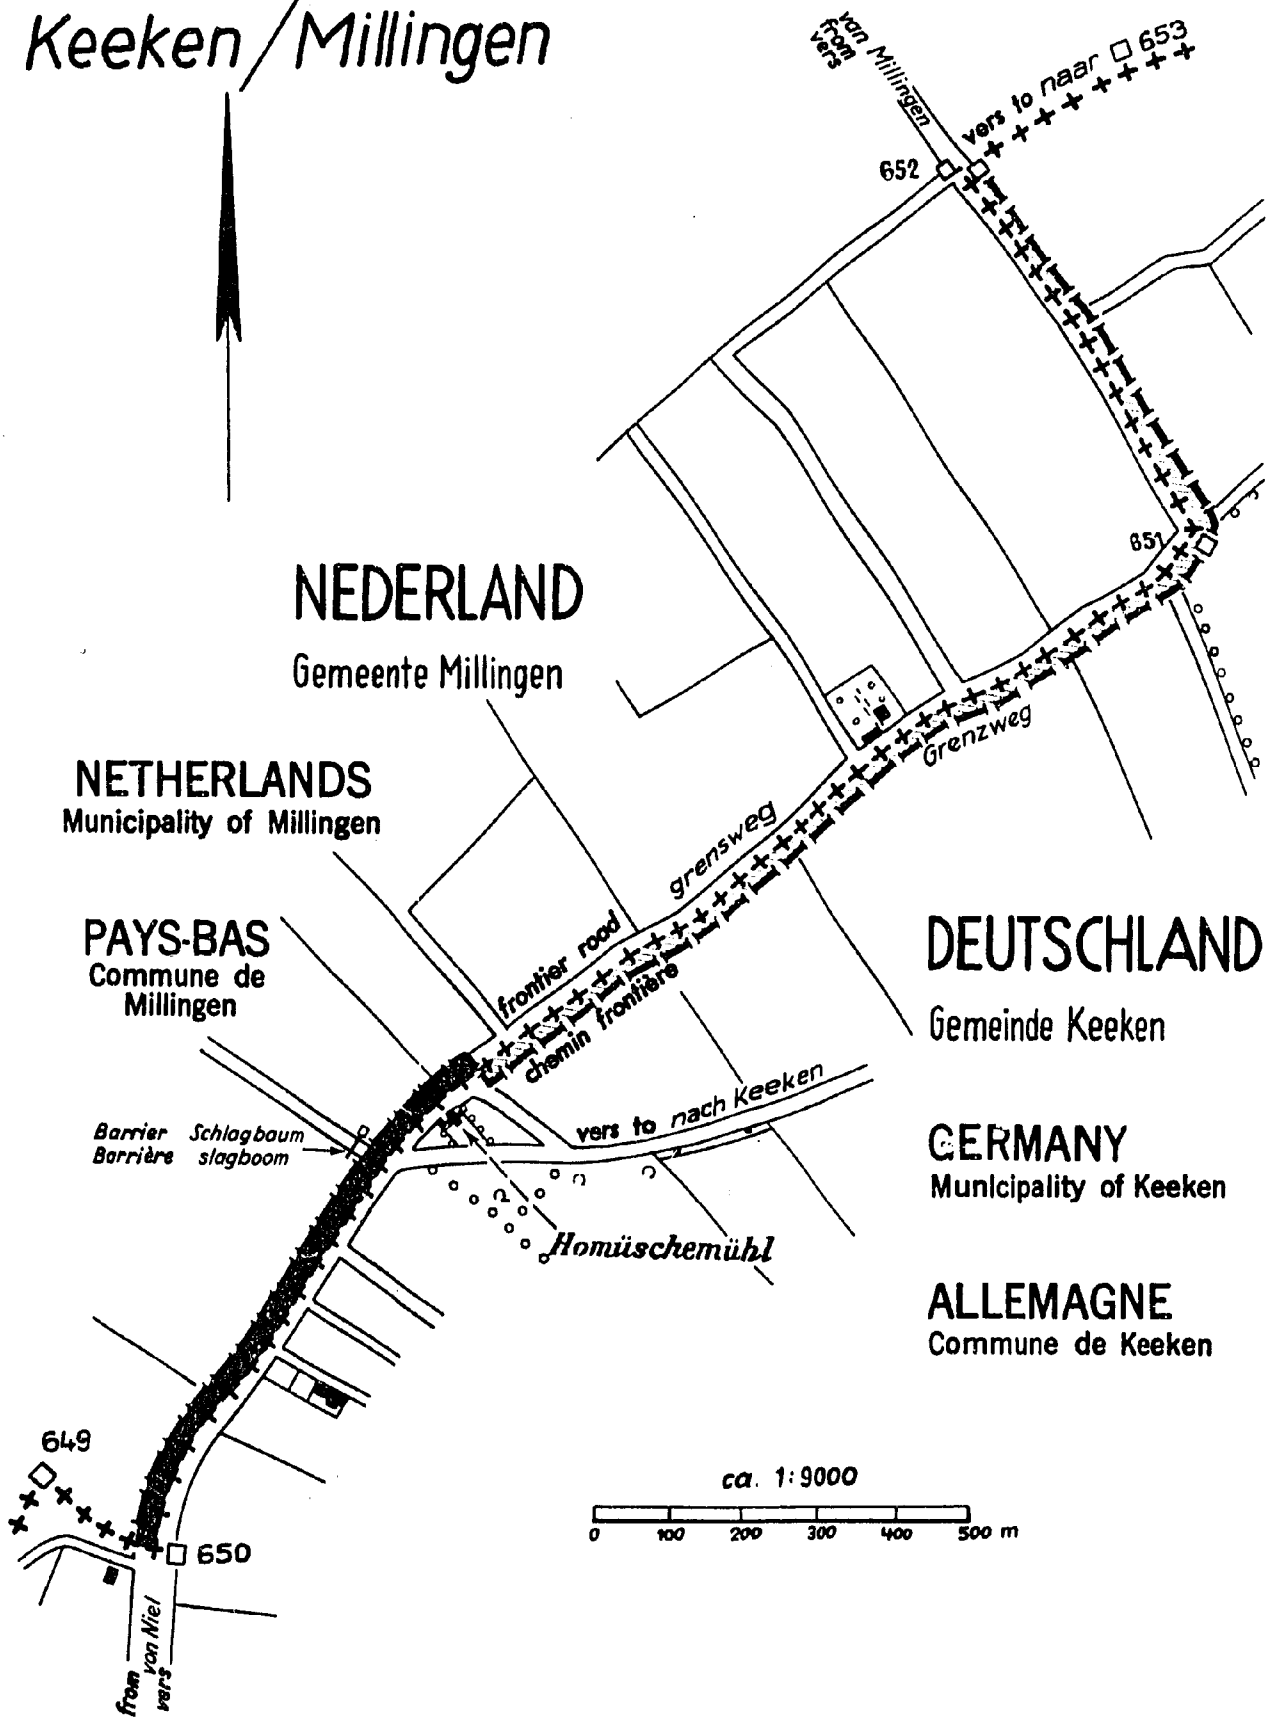 Keeken / Millingen
van Millingen
from
vers
vers to naar 653
652
651
NEDERLAND
Gemeente Millingen
NETHERLANDS
Municipality of Millingen
PAYS-BAS
Commune de
Millingen
Grenzweg
grensweg
frontier road
chemin frontière
DEUTSCHLAND
Gemeinde Keeken
vers to nach Keeken
Barrier Schlagbaum
Barrière slagboom
GERMANY
Municipality of Keeken
Homüschemühl
ALLEMAGNE
Commune de Keeken
649
650
ca. 1:9000
0 100 200 300 400 500 m
from
von Niel
vers